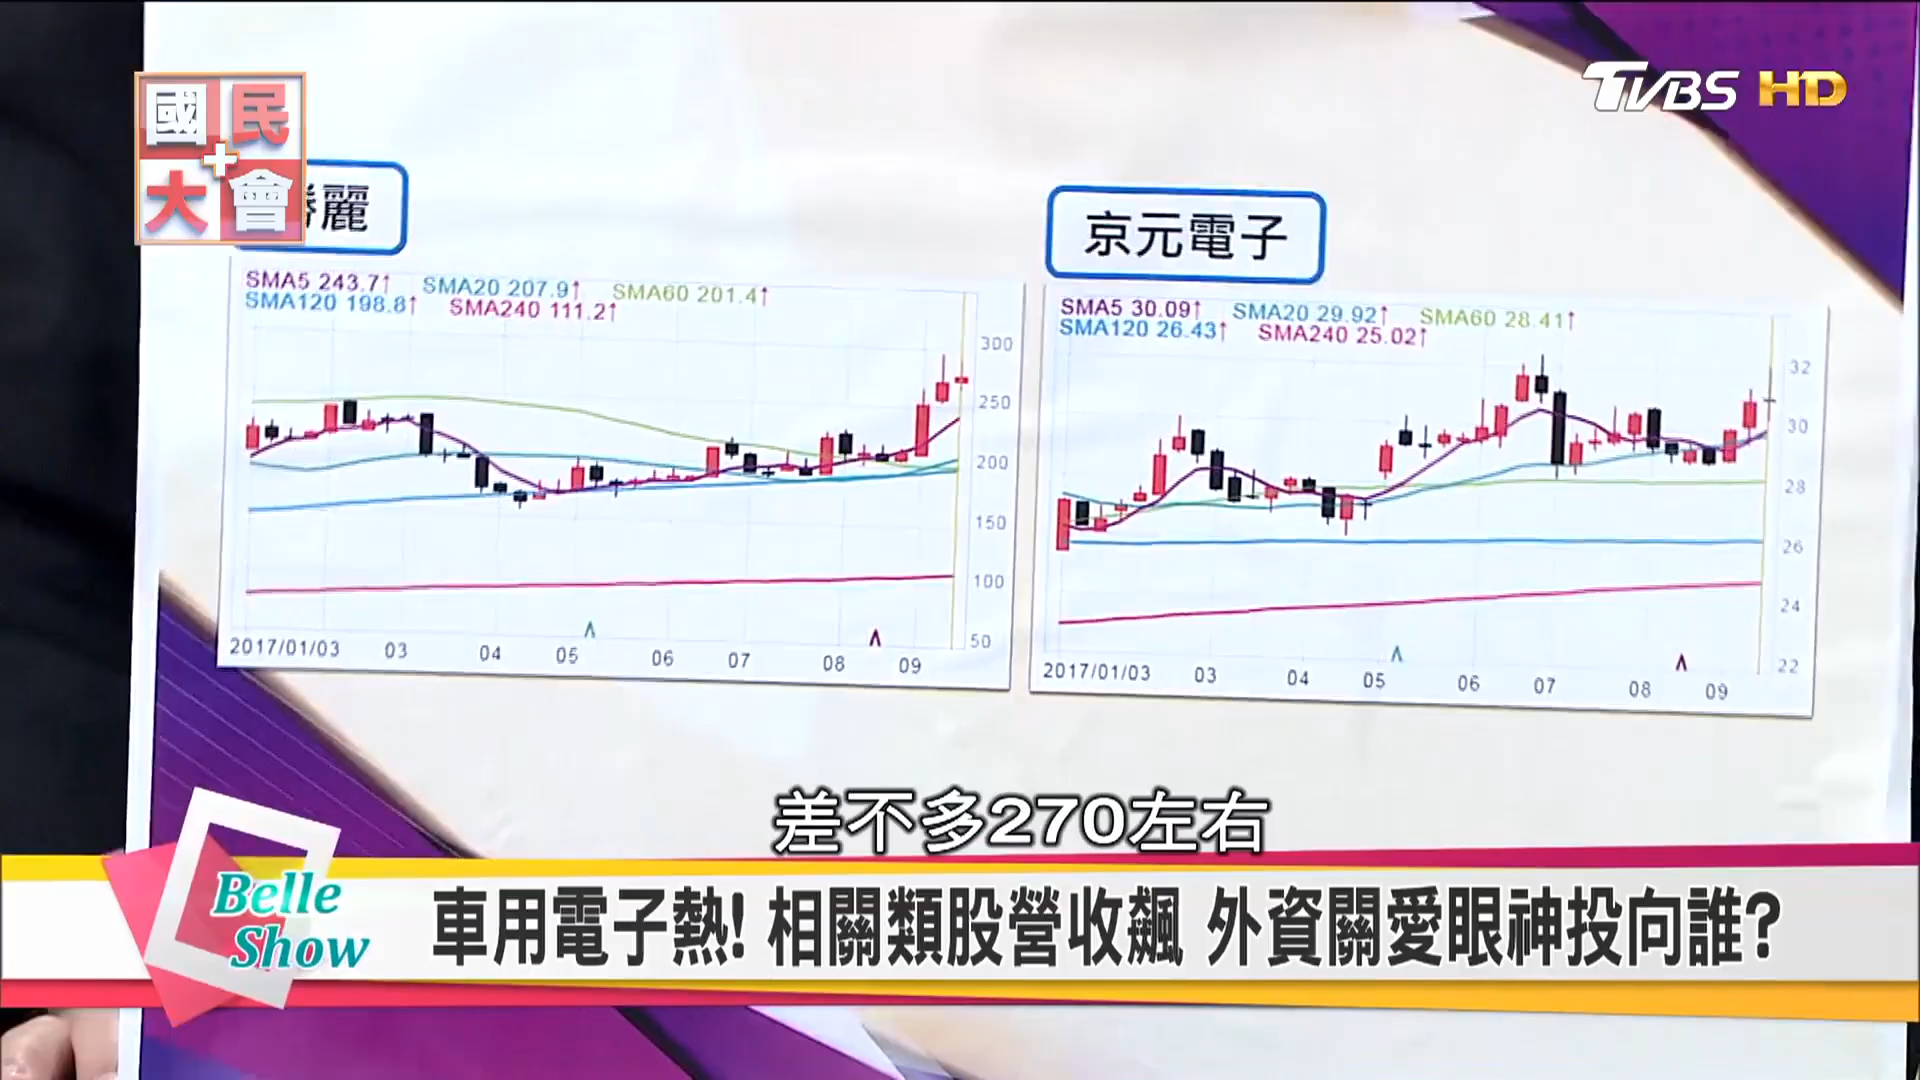 國民
大會
TVBS HD
麗
京元電子
SMA5 243.7↑ SMA20 207.9↑ SMA60 201.4↑
SMA120 198.8↑ SMA240 111.2↑
300
250
200
150
100
50
2017/01/03 03 04 05 06 07 08 09
SMA5 30.09↑ SMA20 29.92↑ SMA60 28.41↑
SMA120 26.43↑ SMA240 25.02↑
32
30
28
26
24
22
2017/01/03 03 04 05 06 07 08 09
差不多270左右
Belle
Show
車用電子熱! 相關類股營收飆 外資關愛眼神投向誰?